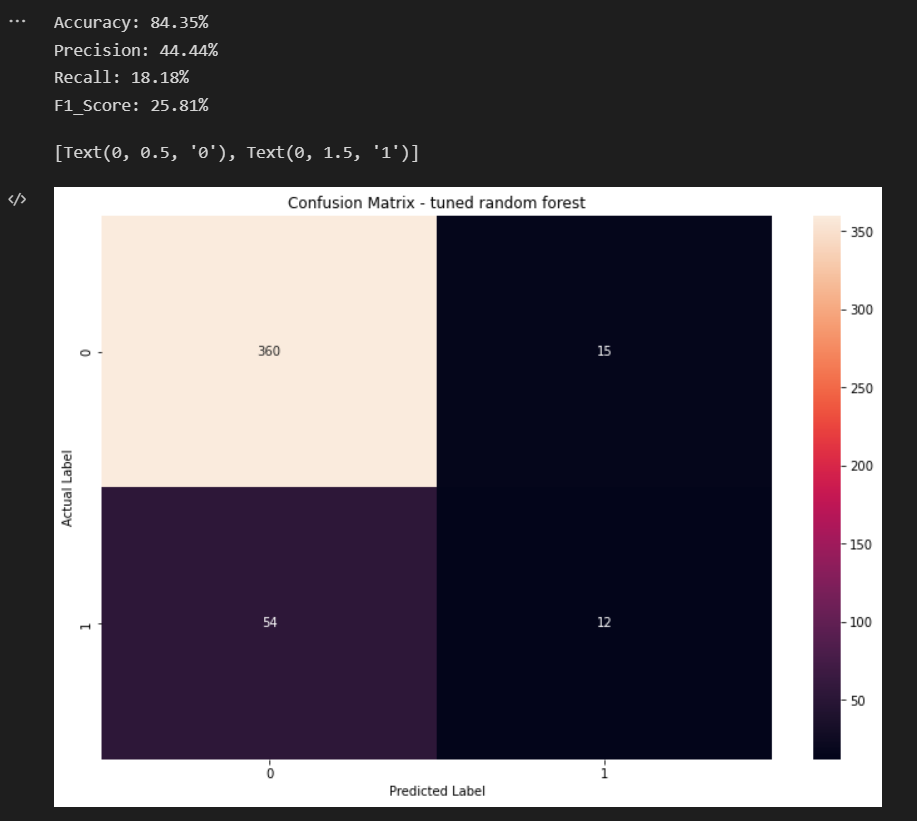 ...
Accuracy: 84.35%
Precision: 44.44%
Recall: 18.18%
F1_Score: 25.81%
[Text(0, 0.5, '0'), Text(0, 1.5, '1')]
</>
Confusion Matrix - tuned random forest
350
300
250
200
150
100
50
Actual Label
0
360
15
1
54
12
0
1
Predicted Label